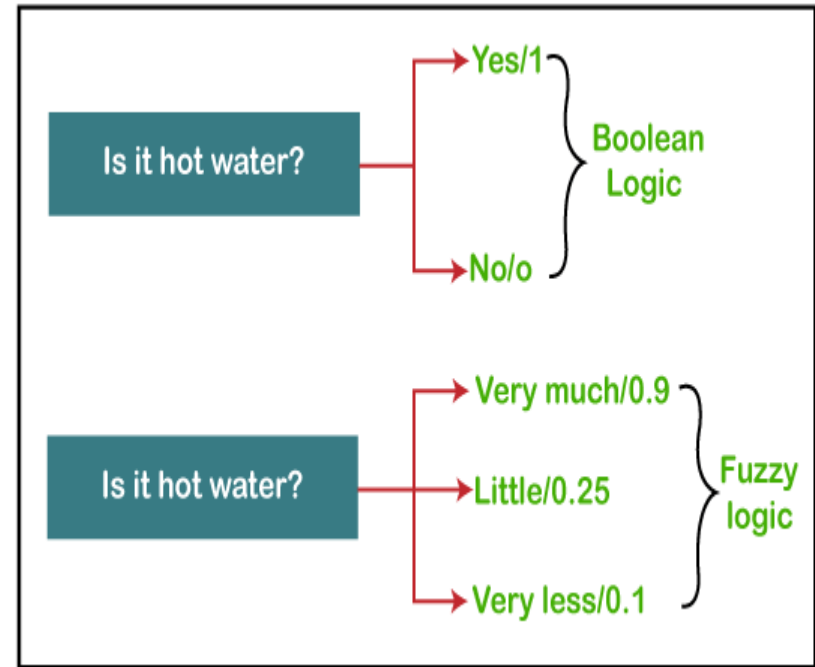 Is it hot water?
Yes/1
No/o
Boolean
Logic
Is it hot water?
Very much/0.9
Little/0.25
Very less/0.1
Fuzzy
logic